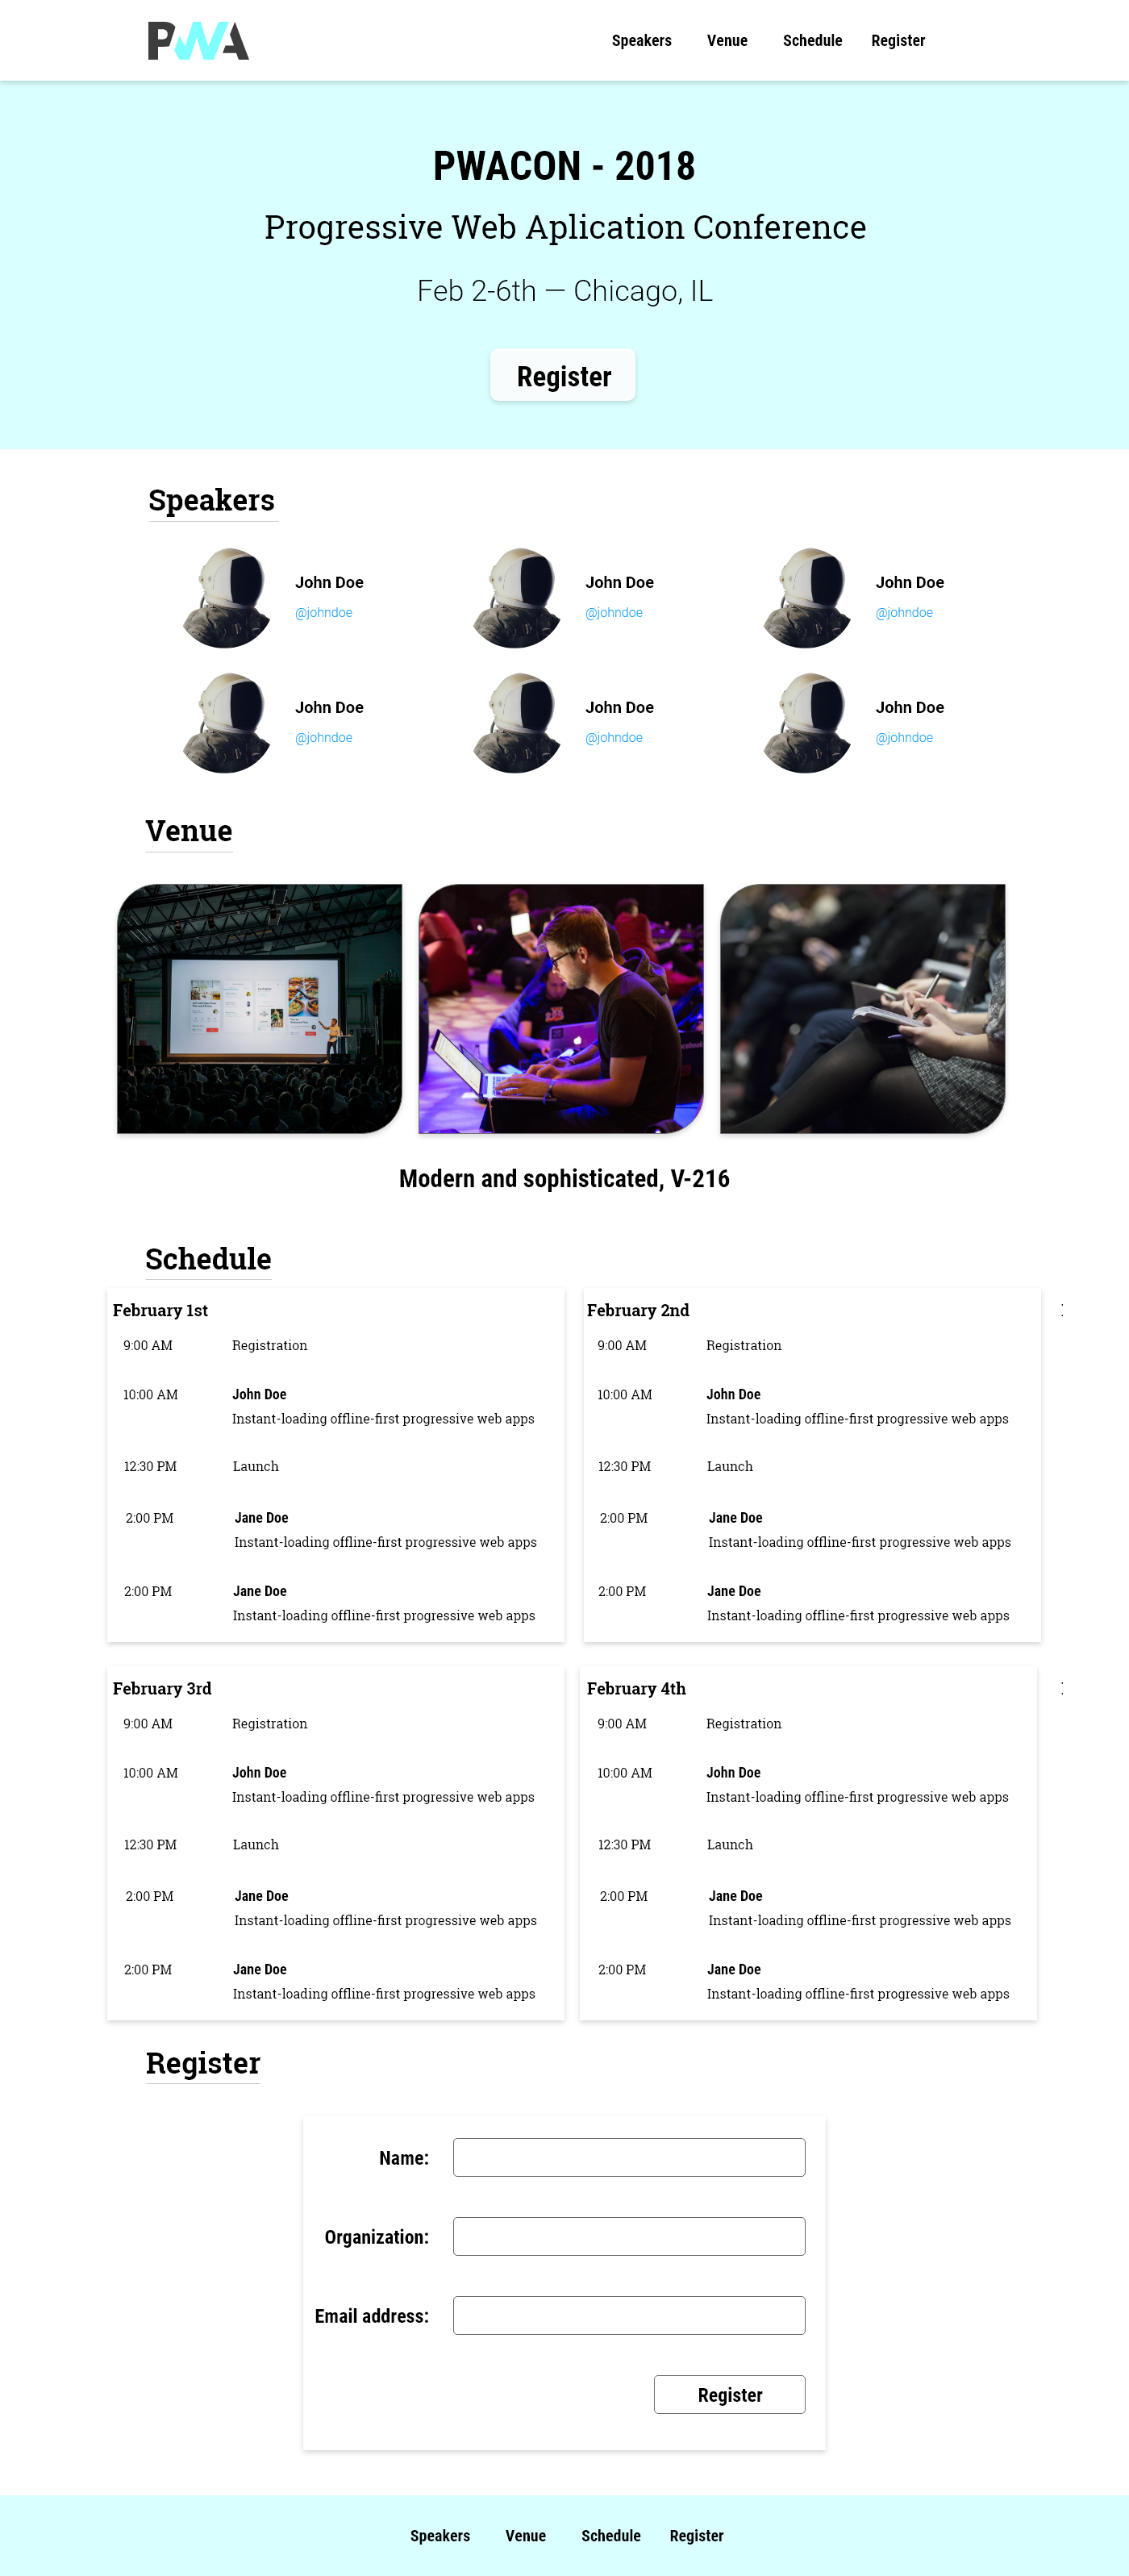 PWA
Speakers Venue Schedule Register
PWACON - 2018
Progressive Web Aplication Conference
Feb 2-6th — Chicago, IL
Register
Speakers
John Doe
@johndoe
John Doe
@johndoe
John Doe
@johndoe
John Doe
@johndoe
John Doe
@johndoe
John Doe
@johndoe
Venue
Modern and sophisticated, V-216
Schedule
February 1st
9:00 AM Registration
10:00 AM John Doe
Instant-loading offline-first progressive web apps
12:30 PM Launch
2:00 PM Jane Doe
Instant-loading offline-first progressive web apps
2:00 PM Jane Doe
Instant-loading offline-first progressive web apps
February 2nd
9:00 AM Registration
10:00 AM John Doe
Instant-loading offline-first progressive web apps
12:30 PM Launch
2:00 PM Jane Doe
Instant-loading offline-first progressive web apps
2:00 PM Jane Doe
Instant-loading offline-first progressive web apps
February 3rd
9:00 AM Registration
10:00 AM John Doe
Instant-loading offline-first progressive web apps
12:30 PM Launch
2:00 PM Jane Doe
Instant-loading offline-first progressive web apps
2:00 PM Jane Doe
Instant-loading offline-first progressive web apps
February 4th
9:00 AM Registration
10:00 AM John Doe
Instant-loading offline-first progressive web apps
12:30 PM Launch
2:00 PM Jane Doe
Instant-loading offline-first progressive web apps
2:00 PM Jane Doe
Instant-loading offline-first progressive web apps
Register
Name:
Organization:
Email address:
Register
Speakers Venue Schedule Register